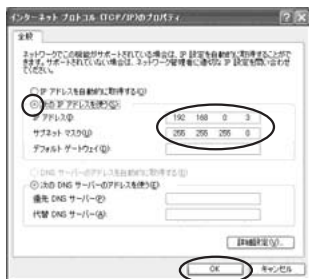 インターネット プロトコル (TCP/IP)のプロパティ
全般
ネットワークでこの機能がサポートされている場合は、IP 設定を自動的に取得することがで
きます。サポートされていない場合は、ネットワーク管理者に適切な IP 設定を問い合わせ
てください。
IP アドレスを自動的に取得する(O)
次の IP アドレスを使う(S):
IP アドレス(I):
192 168 0 3
サブネット マスク(U):
255 255 255 0
デフォルト ゲートウェイ(D):
DNS サーバーのアドレスを自動的に取得する(B)
次の DNS サーバーのアドレスを使う(E):
優先 DNS サーバー(P):
代替 DNS サーバー(A):
詳細設定(V)...
OK
キャンセル